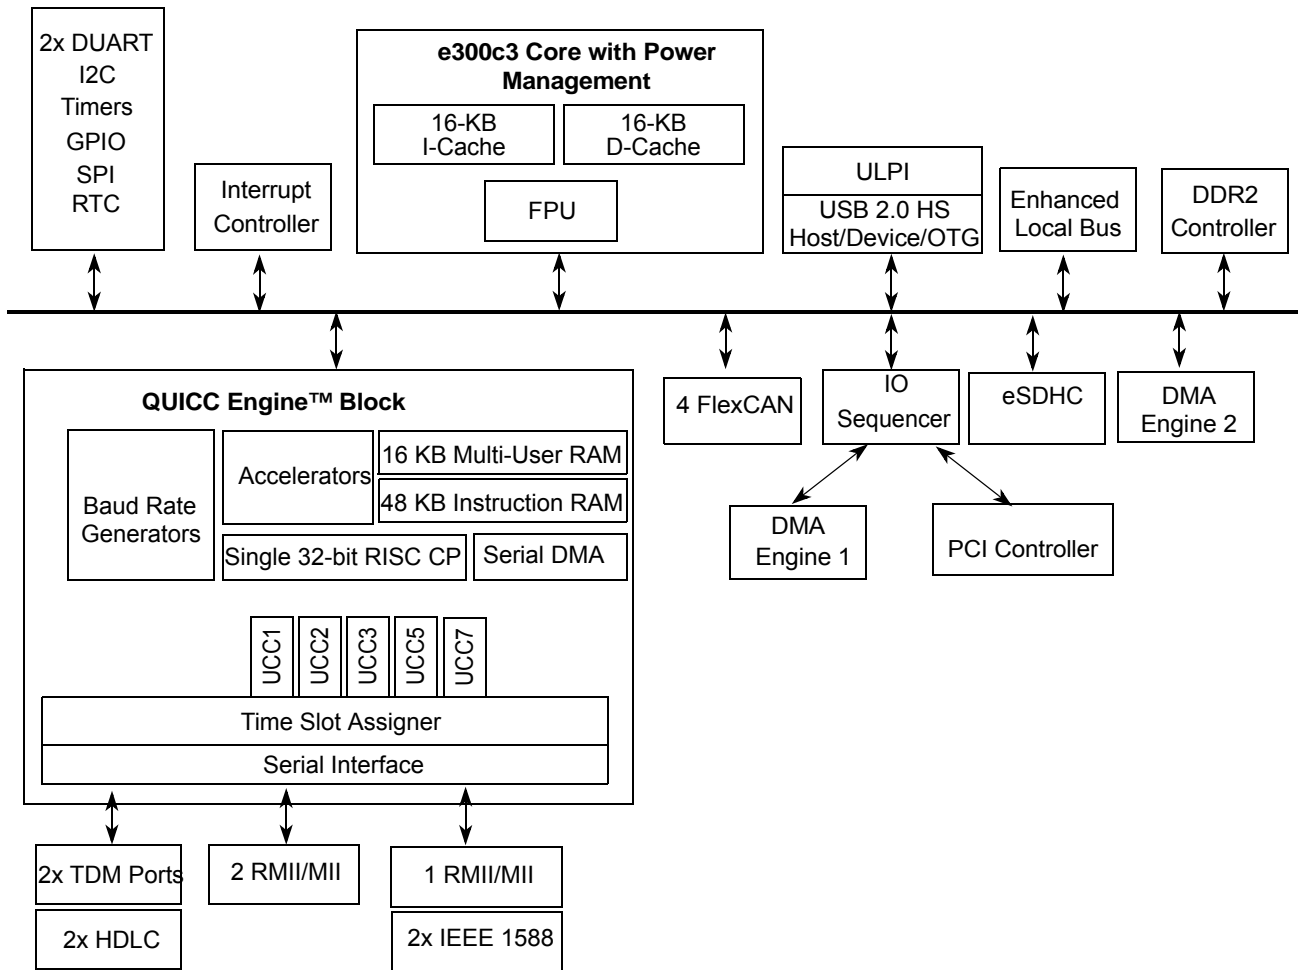 2x DUART
I2C
Timers
GPIO
SPI
RTC
Interrupt
Controller
e300c3 Core with Power
Management
16-KB
I-Cache
16-KB
D-Cache
FPU
ULPI
USB 2.0 HS
Host/Device/OTG
Enhanced
Local Bus
DDR2
Controller
QUICC Engine™ Block
Baud Rate
Generators
Accelerators
16 KB Multi-User RAM
48 KB Instruction RAM
Single 32-bit RISC CP
Serial DMA
UCC1
UCC2
UCC3
UCC5
UCC7
Time Slot Assigner
Serial Interface
4 FlexCAN
IO
Sequencer
eSDHC
DMA
Engine 2
DMA
Engine 1
PCI Controller
2x TDM Ports
2x HDLC
2 RMII/MII
1 RMII/MII
2x IEEE 1588